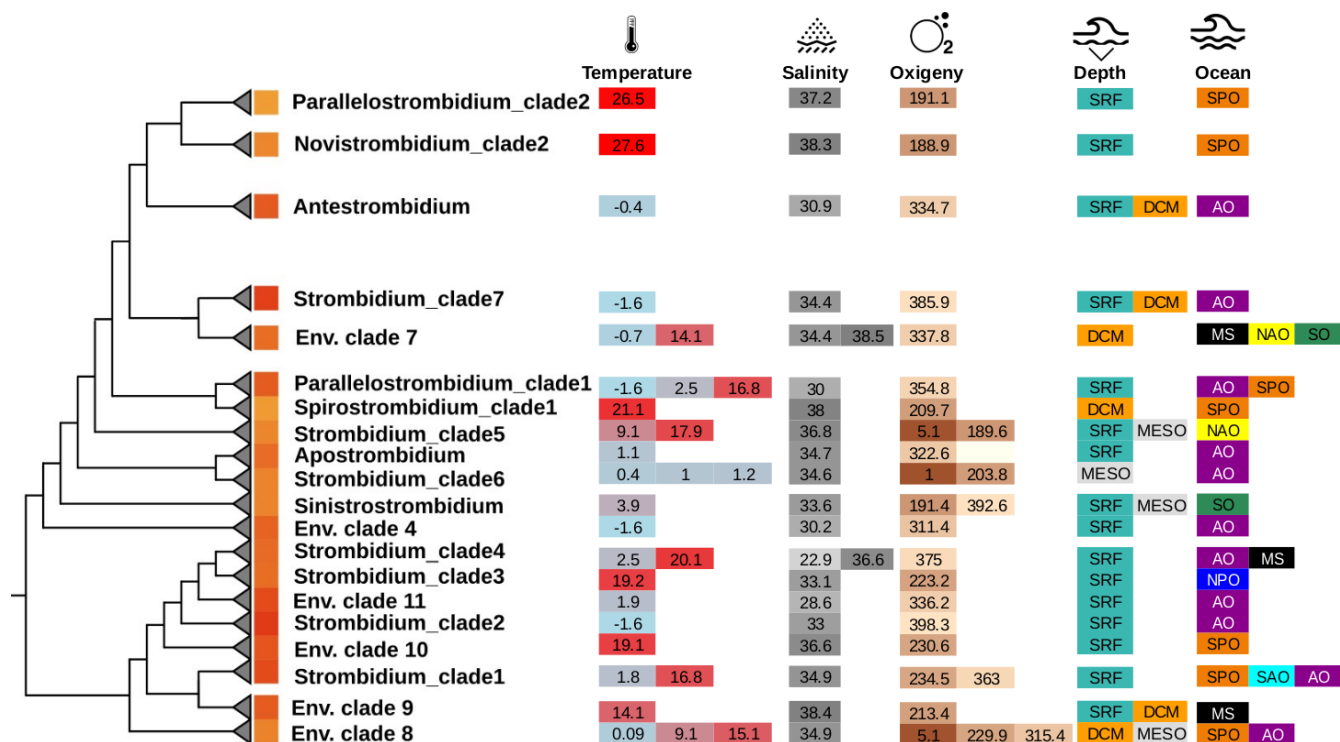 2
Temperature Salinity Oxigeny Depth Ocean
Parallelostrombidium_clade2 26.5 37.2 191.1 SRF SPO
Novistrombidium_clade2 27.6 38.3 188.9 SRF SPO
Antestrombidium -0.4 30.9 334.7 SRF DCM AO
Strombidium_clade7 -1.6 34.4 385.9 SRF DCM AO
Env. clade 7 -0.7 14.1 34.4 38.5 337.8 DCM MS NAO SO
Parallelostrombidium_clade1 -1.6 2.5 16.8 30 354.8 SRF AO SPO
Spirostrombidium_clade1 21.1 38 209.7 DCM SPO
Strombidium_clade5 9.1 17.9 36.8 5.1 189.6 SRF MESO NAO
Apostrombidium 1.1 34.7 322.6 SRF AO
Strombidium_clade6 0.4 1 1.2 34.6 1 203.8 MESO AO
Sinistrostrombidium 3.9 33.6 191.4 392.6 SRF MESO SO
Env. clade 4 -1.6 30.2 311.4 SRF AO
Strombidium_clade4 2.5 20.1 22.9 36.6 375 SRF AO MS
Strombidium_clade3 19.2 33.1 223.2 SRF NPO
Env. clade 11 1.9 28.6 336.2 SRF AO
Strombidium_clade2 -1.6 33 398.3 SRF AO
Env. clade 10 19.1 36.6 230.6 SRF SPO
Strombidium_clade1 1.8 16.8 34.9 234.5 363 SRF SPO SAO AO
Env. clade 9 14.1 38.4 213.4 SRF DCM MS
Env. clade 8 0.09 9.1 15.1 34.9 5.1 229.9 315.4 DCM MESO SPO AO